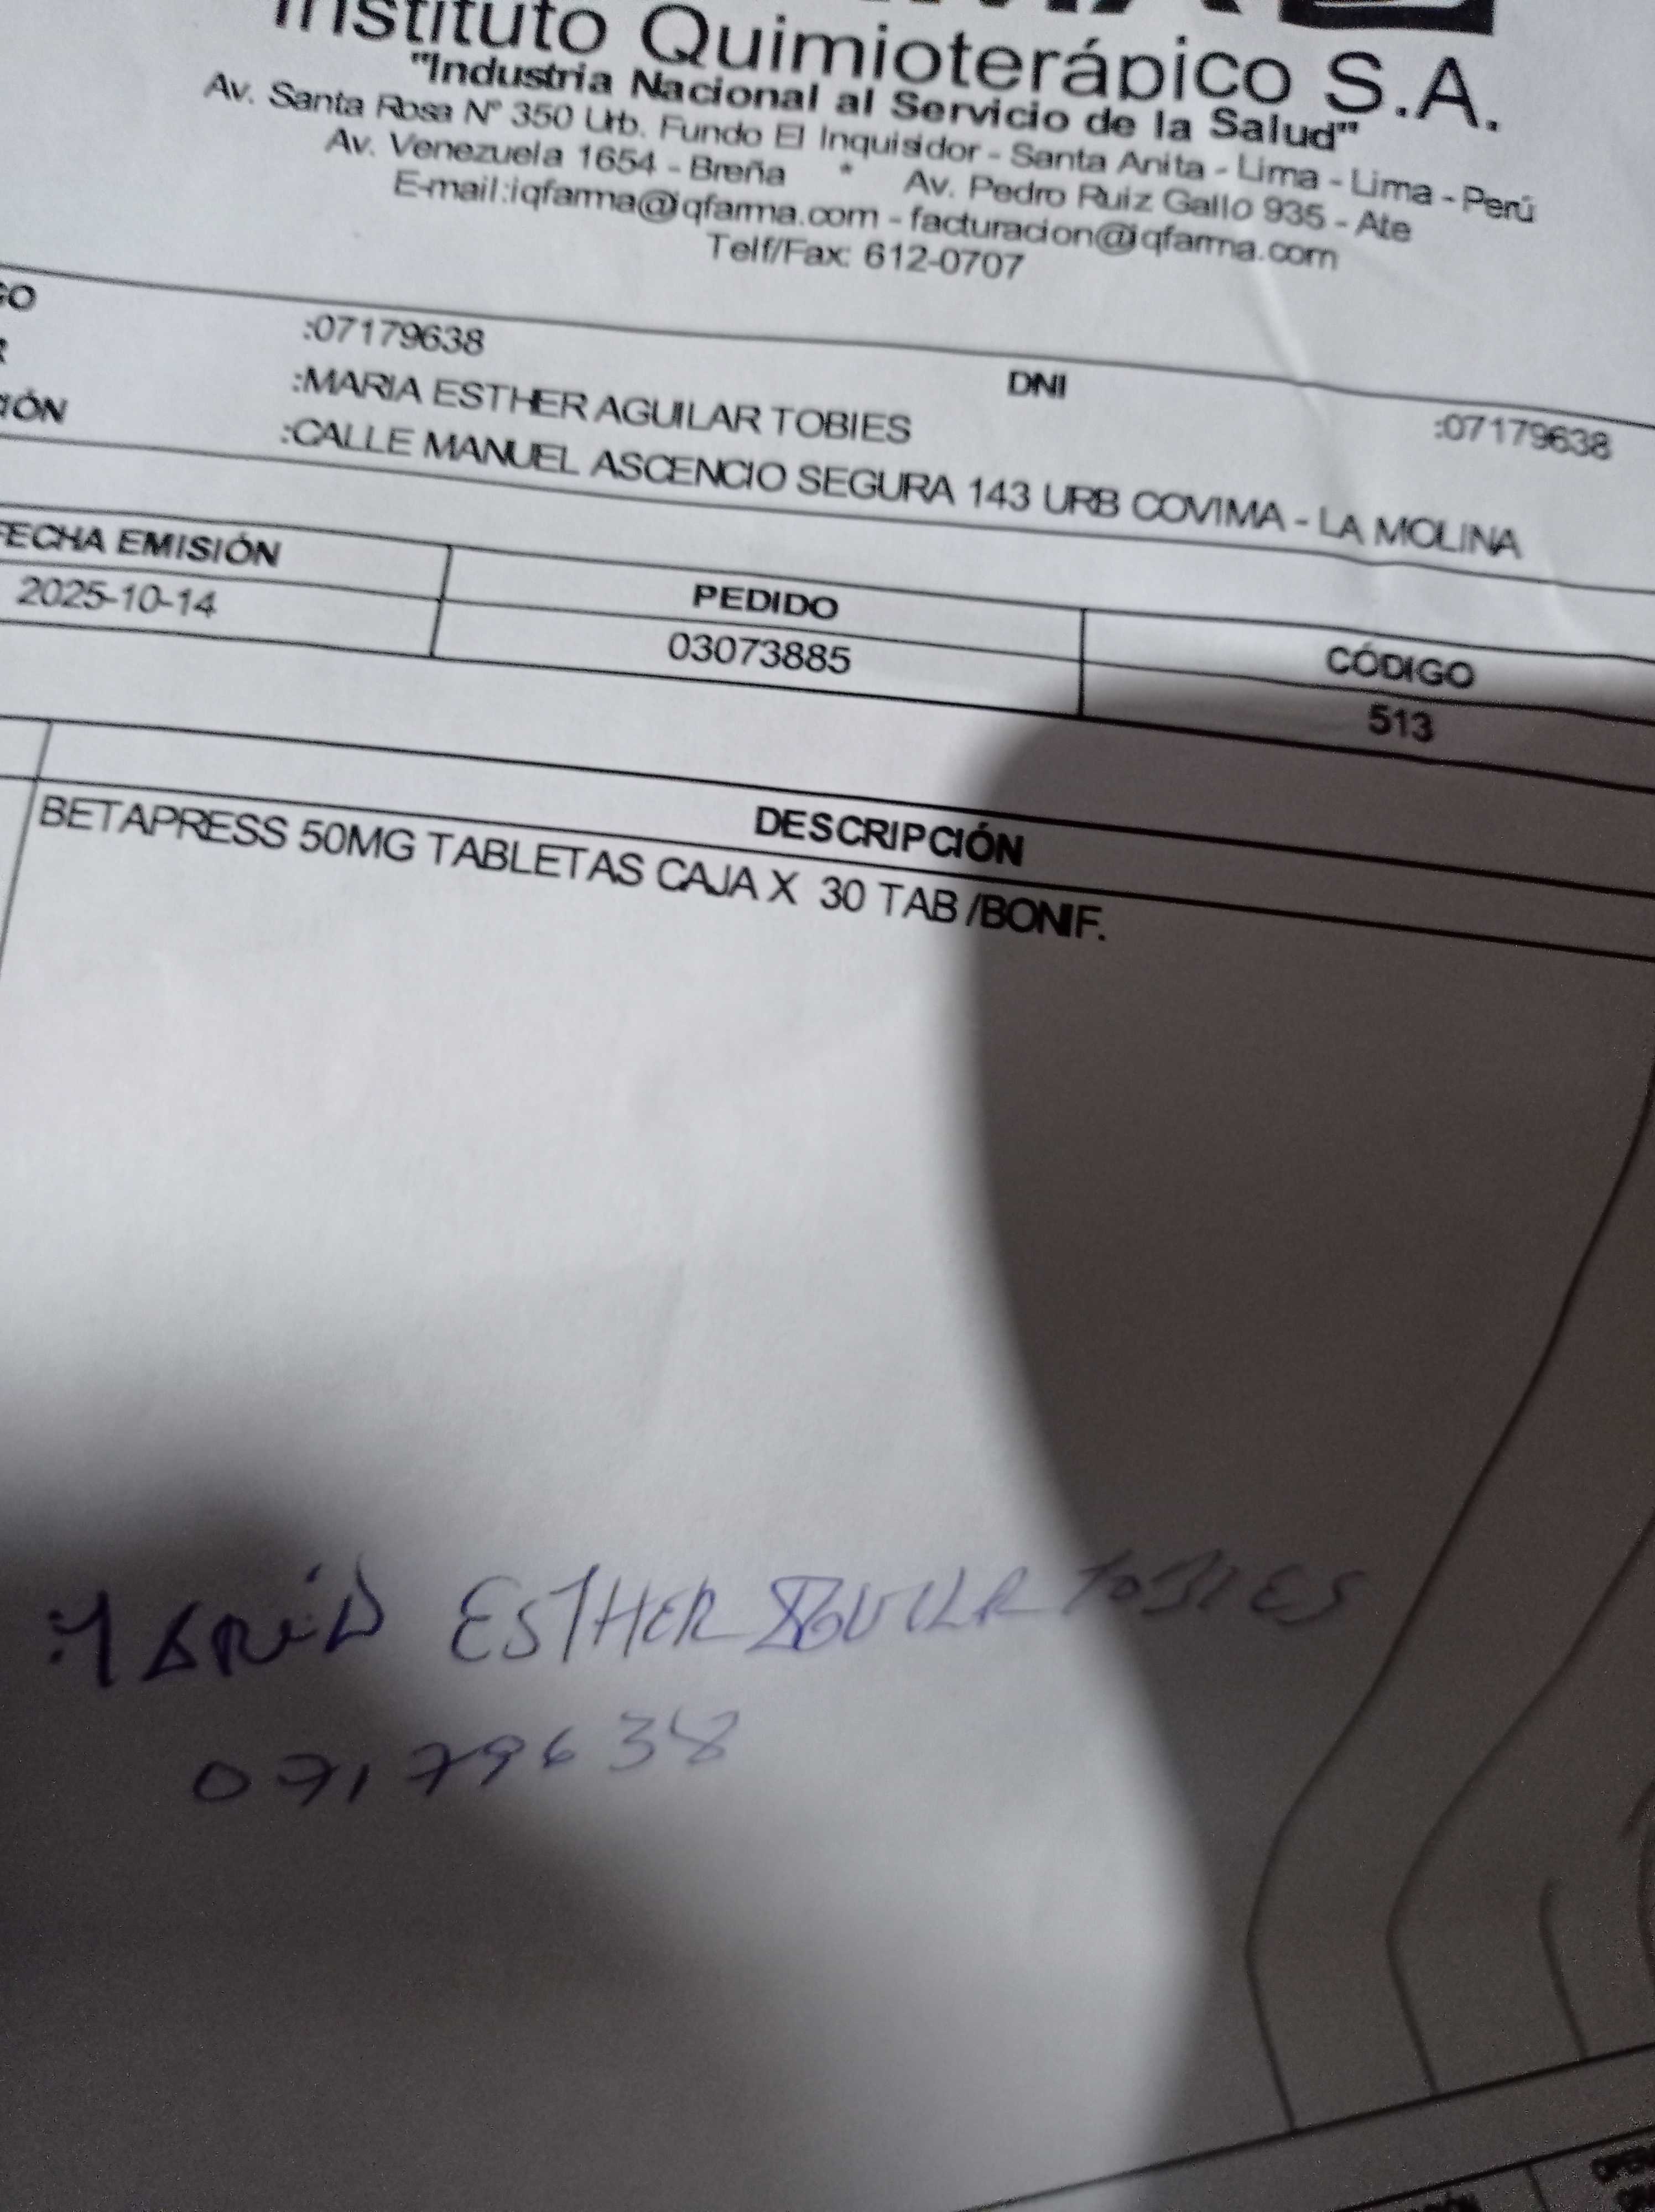 Instituto Quimioterápico S.A.
"Industria Nacional al Servicio de la Salud"
Av. Santa Rosa N° 350 Urb. Fundo El Inquisidor - Santa Anita - Lima - Lima - Perú
Av. Venezuela 1654 - Breña * Av. Pedro Ruiz Gallo 935 - Ate
E-mail:iqfarma@iqfarma.com - facturacion@iqfarma.com
Telf/Fax: 612-0707
:07179638 DNI :07179638
:MARIA ESTHER AGUILAR TOBIES
IÓN :CALLE MANUEL ASCENCIO SEGURA 143 URB COVIMA - LA MOLINA
FECHA EMISIÓN PEDIDO CÓDIGO
2025-10-14 03073885 513
DESCRIPCIÓN
BETAPRESS 50MG TABLETAS CAJA X 30 TAB /BONIF.
MARIA ESTHER AGUILAR TOBIES
07179638